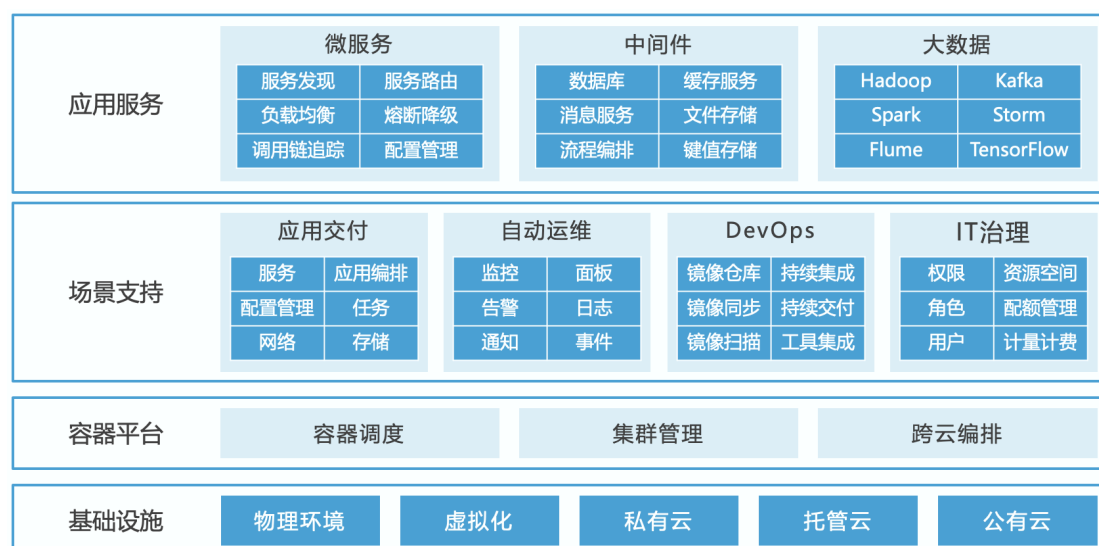 应用服务
微服务
服务发现 服务路由
负载均衡 熔断降级
调用链追踪 配置管理
中间件
数据库 缓存服务
消息服务 文件存储
流程编排 键值存储
大数据
Hadoop Kafka
Spark Storm
Flume TensorFlow
场景支持
应用交付
服务 应用编排
配置管理 任务
网络 存储
自动运维
监控 面板
告警 日志
通知 事件
DevOps
镜像仓库 持续集成
镜像同步 持续交付
镜像扫描 工具集成
IT治理
权限 资源空间
角色 配额管理
用户 计量计费
容器平台
容器调度 集群管理 跨云编排
基础设施
物理环境 虚拟化 私有云 托管云 公有云